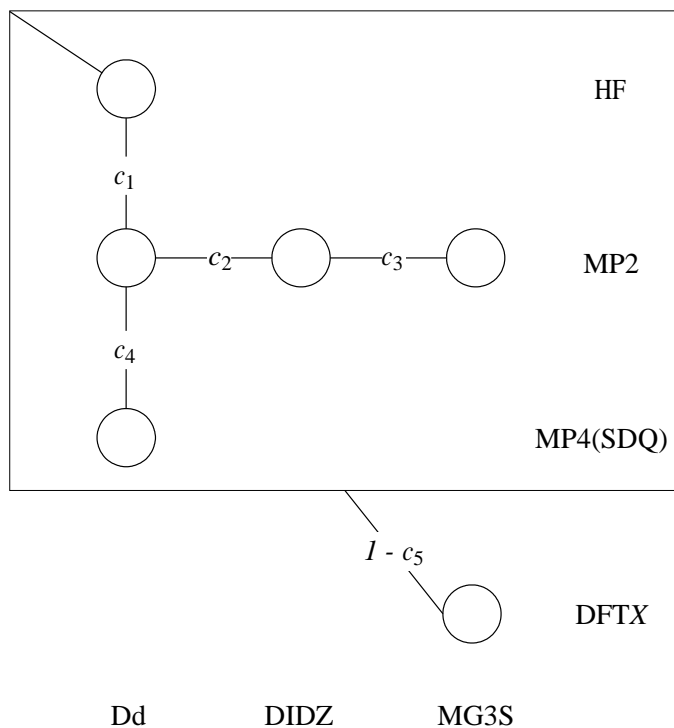 HF
c₁
c₂ c₃ MP2
c₄
MP4(SDQ)
1 - c₅
DFTX
Dd DIDZ MG3S